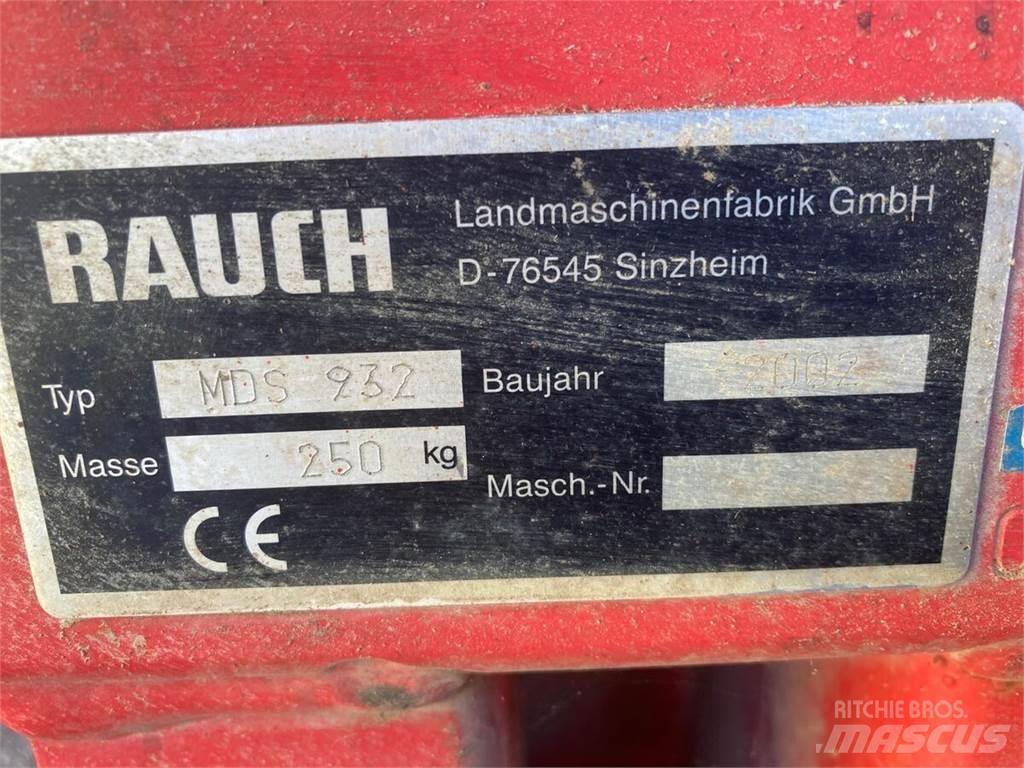 RAUCH
Landmaschinenfabrik GmbH
D-76545 Sinzheim
Typ MDS 932
Baujahr 2002
Masse 250 kg
Masch.-Nr.
CE
RITCHIE BROS.
MASCUS